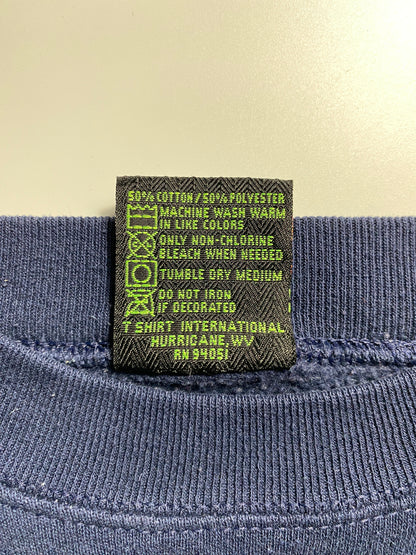 50% COTTON/50% POLYESTER
MACHINE WASH WARM
IN LIKE COLORS
ONLY NON-CHLORINE
BLEACH WHEN NEEDED
TUMBLE DRY MEDIUM
DO NOT IRON
IF DECORATED
T SHIRT INTERNATIONAL
HURRICANE, WV
RN 94051